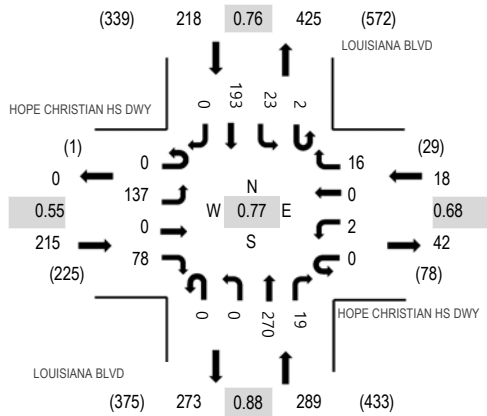 (339) 218 0.76 425 (572)
LOUISIANA BLVD
HOPE CHRISTIAN HS DWY
0 193 23 2
(1) 0 16 (29)
0 137 N 0 18
0.55 W 0.77 E 0.68
215 0 S 2 42
(225) 78 0 (78)
0 0 270 19
HOPE CHRISTIAN HS DWY
LOUISIANA BLVD
(375) 273 0.88 289 (433)